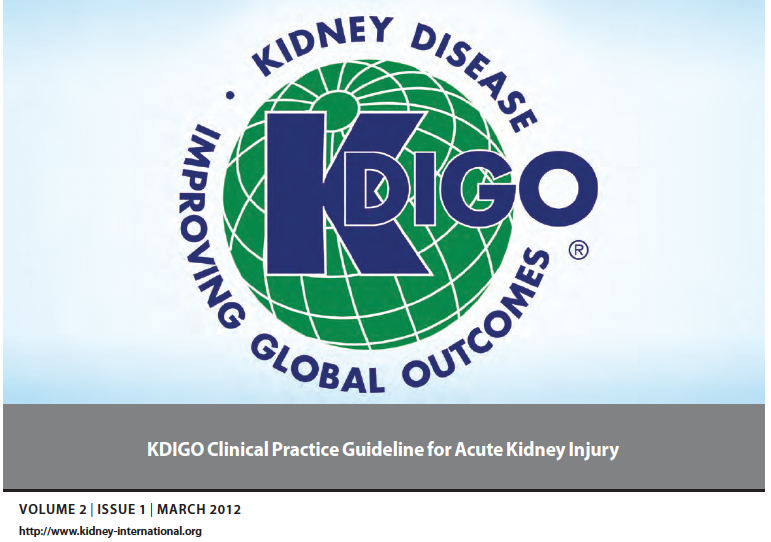 KIDNEY DISEASE
IMPROVING GLOBAL OUTCOMES
KDIGO
®
KDIGO Clinical Practice Guideline for Acute Kidney Injury
VOLUME 2 | ISSUE 1 | MARCH 2012
http://www.kidney-international.org